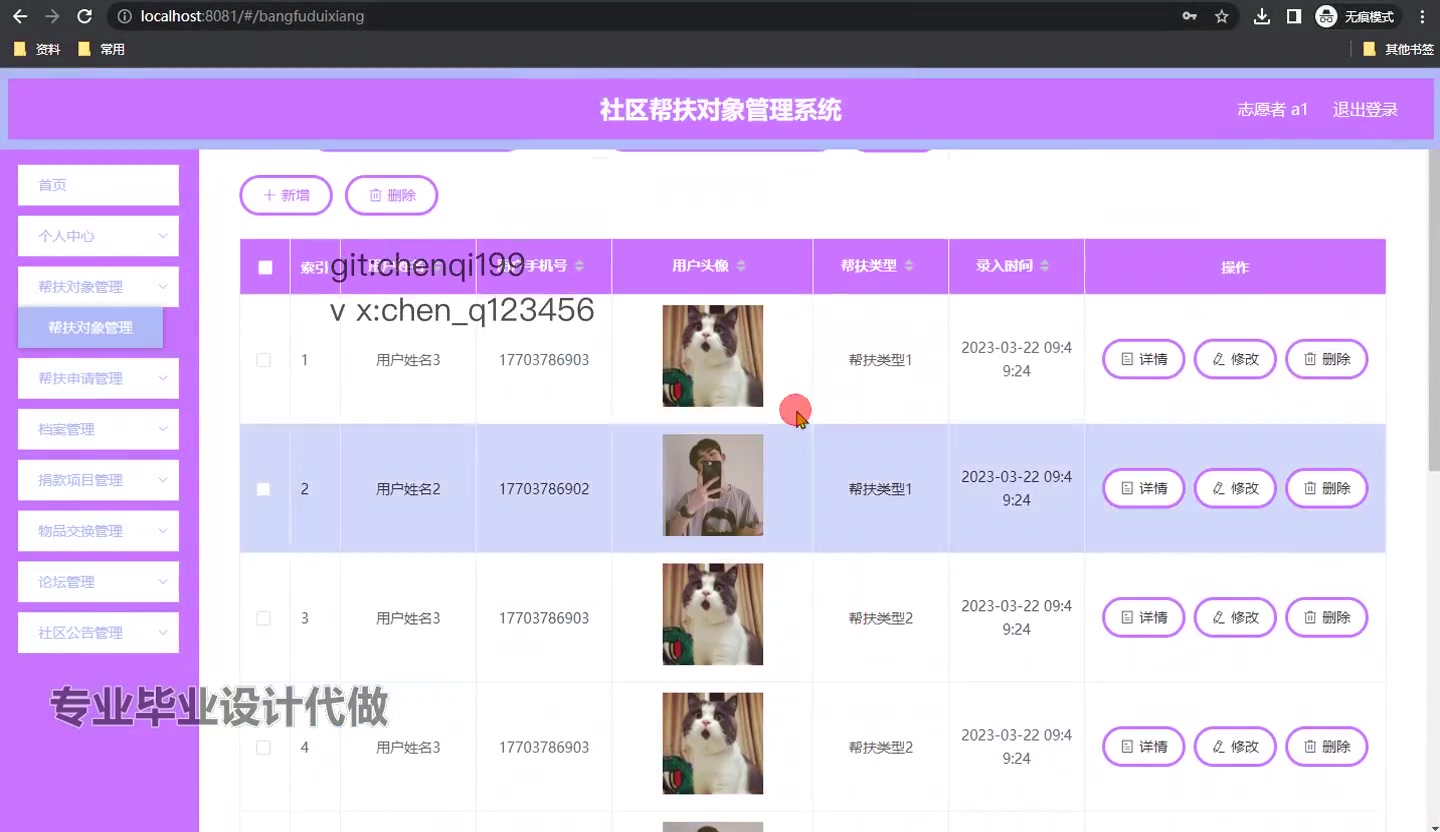 localhost:8081/#/bangfuduixiang
无痕模式
资料 常用 其他书签
社区帮扶对象管理系统
志愿者 a1 退出登录
首页
个人中心
帮扶对象管理
帮扶对象管理
帮扶申请管理
档案管理
捐款项目管理
物品交换管理
论坛管理
社区公告管理
新增 删除
索引 手机号 用户头像 帮扶类型 录入时间 操作
git:chenqi199
v x:chen_q123456
1 用户姓名3 17703786903 帮扶类型1 2023-03-22 09:4
9:24 详情 修改 删除
2 用户姓名2 17703786902 帮扶类型1 2023-03-22 09:4
9:24 详情 修改 删除
3 用户姓名3 17703786903 帮扶类型2 2023-03-22 09:4
9:24 详情 修改 删除
4 用户姓名3 17703786903 帮扶类型2 2023-03-22 09:4
9:24 详情 修改 删除
专业毕业设计代做